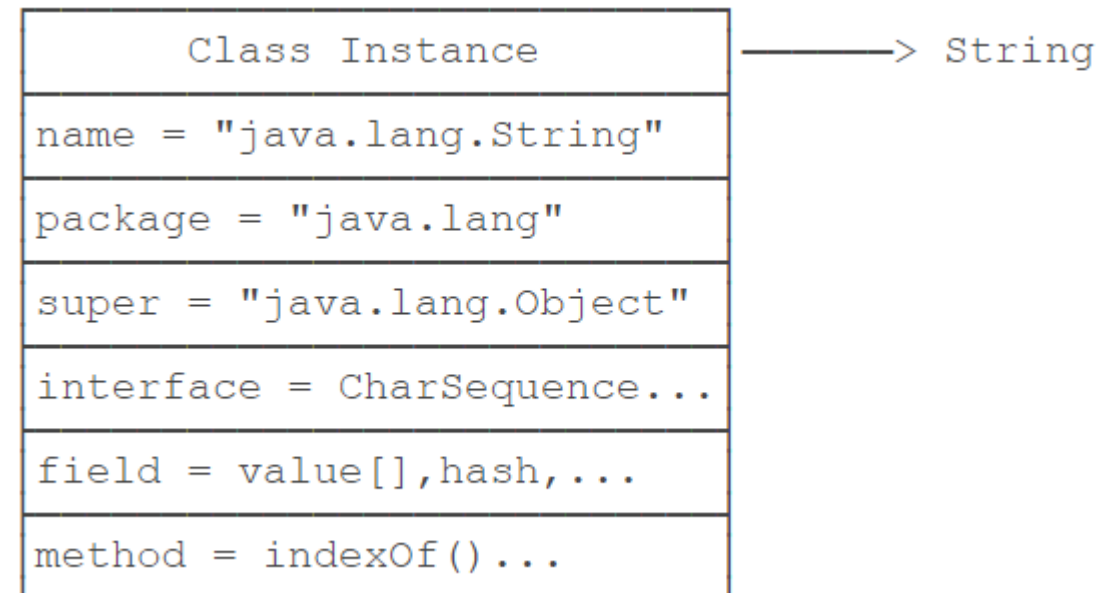 Class Instance ──────> String
name = "java.lang.String"
package = "java.lang"
super = "java.lang.Object"
interface = CharSequence...
field = value[],hash,...
method = indexOf()...